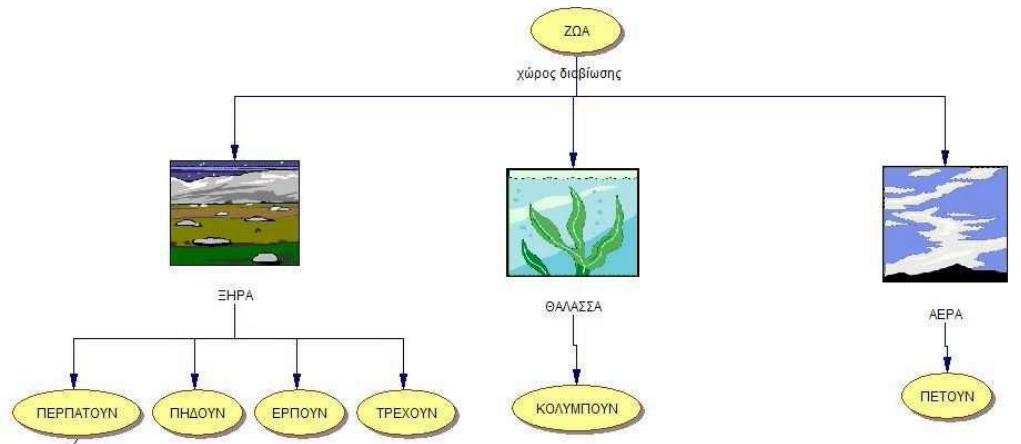 ΖΩΑ
χώρος διαβίωσης
ΞΗΡΑ
ΘΑΛΑΣΣΑ
ΑΕΡΑ
ΠΕΡΠΑΤΟΥΝ
ΠΗΔΟΥΝ
ΕΡΠΟΥΝ
ΤΡΕΧΟΥΝ
ΚΟΛΥΜΠΟΥΝ
ΠΕΤΟΥΝ